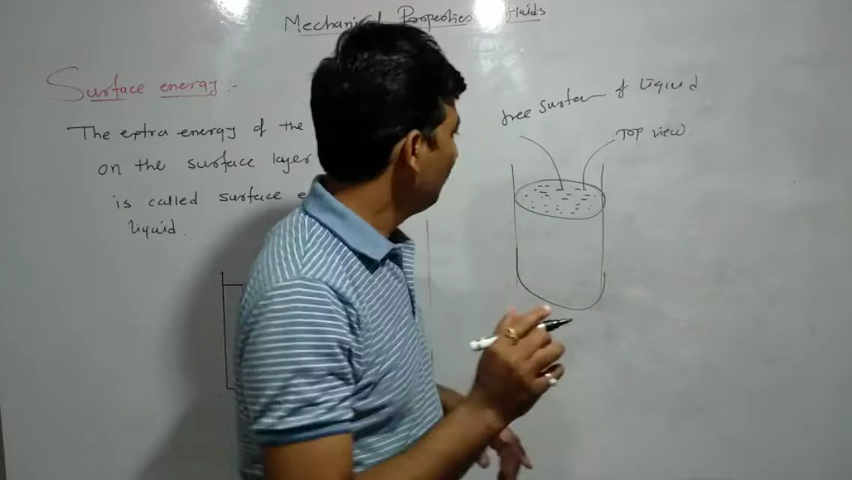 Mechanical Properties Fluids
Surface energy :-
The extra energy of the
on the surface layer
is called surface e
liquid.
free surface of liquid
Top view